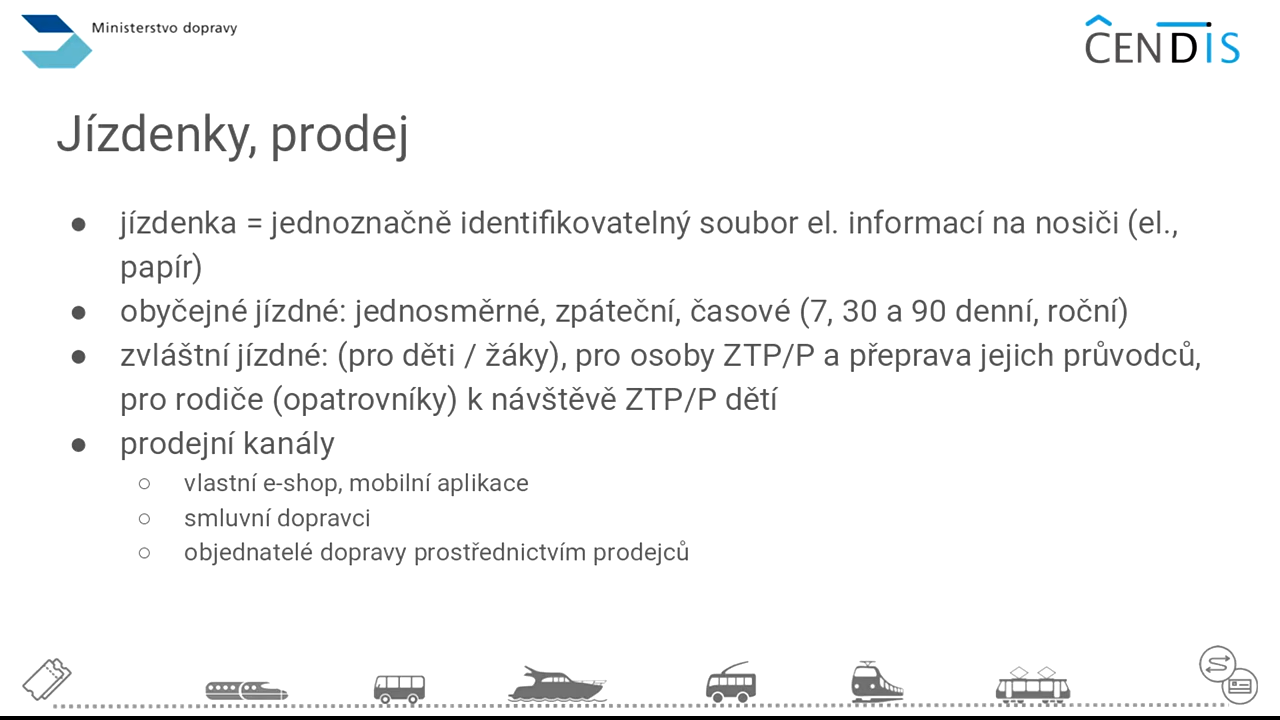 Ministerstvo dopravy
ČENDIS
Jízdenky, prodej
● jízdenka = jednoznačně identifikovatelný soubor el. informací na nosiči (el.,
papír)
● obyčejné jízdné: jednosměrné, zpáteční, časové (7, 30 a 90 denní, roční)
● zvláštní jízdné: (pro děti / žáky), pro osoby ZTP/P a přeprava jejich průvodců,
pro rodiče (opatrovníky) k návštěvě ZTP/P dětí
● prodejní kanály
○ vlastní e-shop, mobilní aplikace
○ smluvní dopravci
○ objednatelé dopravy prostřednictvím prodejců